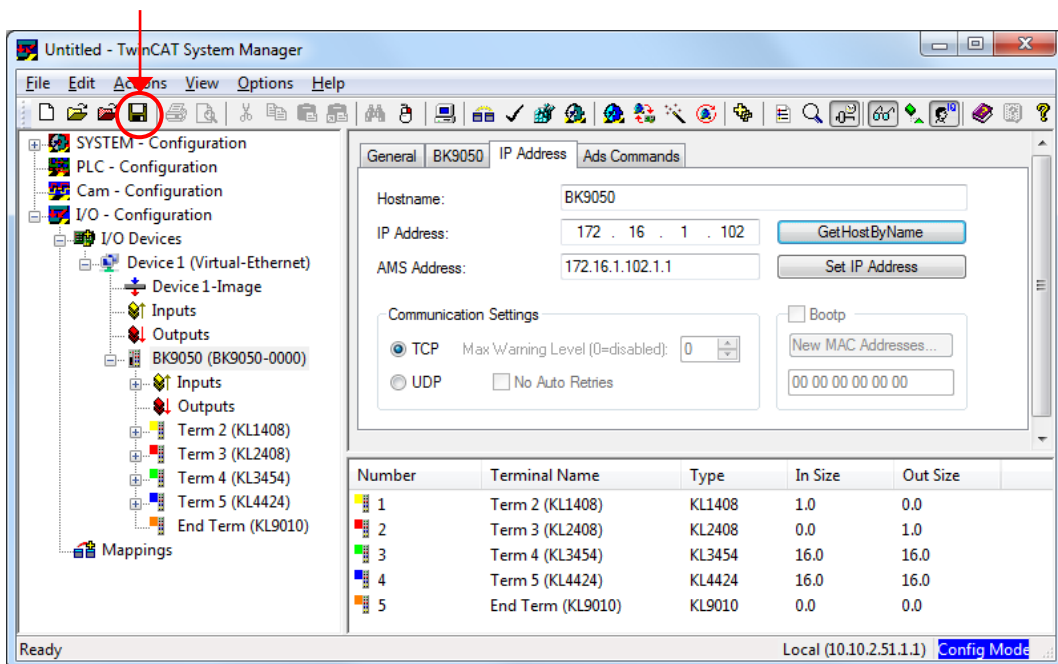 Untitled - TwinCAT System Manager
File Edit Actions View Options Help
SYSTEM - Configuration
PLC - Configuration
Cam - Configuration
I/O - Configuration
I/O Devices
Device 1 (Virtual-Ethernet)
Device 1-Image
Inputs
Outputs
BK9050 (BK9050-0000)
Inputs
Outputs
Term 2 (KL1408)
Term 3 (KL2408)
Term 4 (KL3454)
Term 5 (KL4424)
End Term (KL9010)
Mappings
General BK9050 IP Address Ads Commands
Hostname: BK9050
IP Address: 172 . 16 . 1 . 102 GetHostByName
AMS Address: 172.16.1.102.1.1 Set IP Address
Communication Settings Bootp
TCP Max Warning Level (0=disabled): 0 New MAC Addresses...
UDP No Auto Retries 00 00 00 00 00 00
Number Terminal Name Type In Size Out Size
1 Term 2 (KL1408) KL1408 1.0 0.0
2 Term 3 (KL2408) KL2408 0.0 1.0
3 Term 4 (KL3454) KL3454 16.0 16.0
4 Term 5 (KL4424) KL4424 16.0 16.0
5 End Term (KL9010) KL9010 0.0 0.0
Ready Local (10.10.2.51.1.1) Config Mode